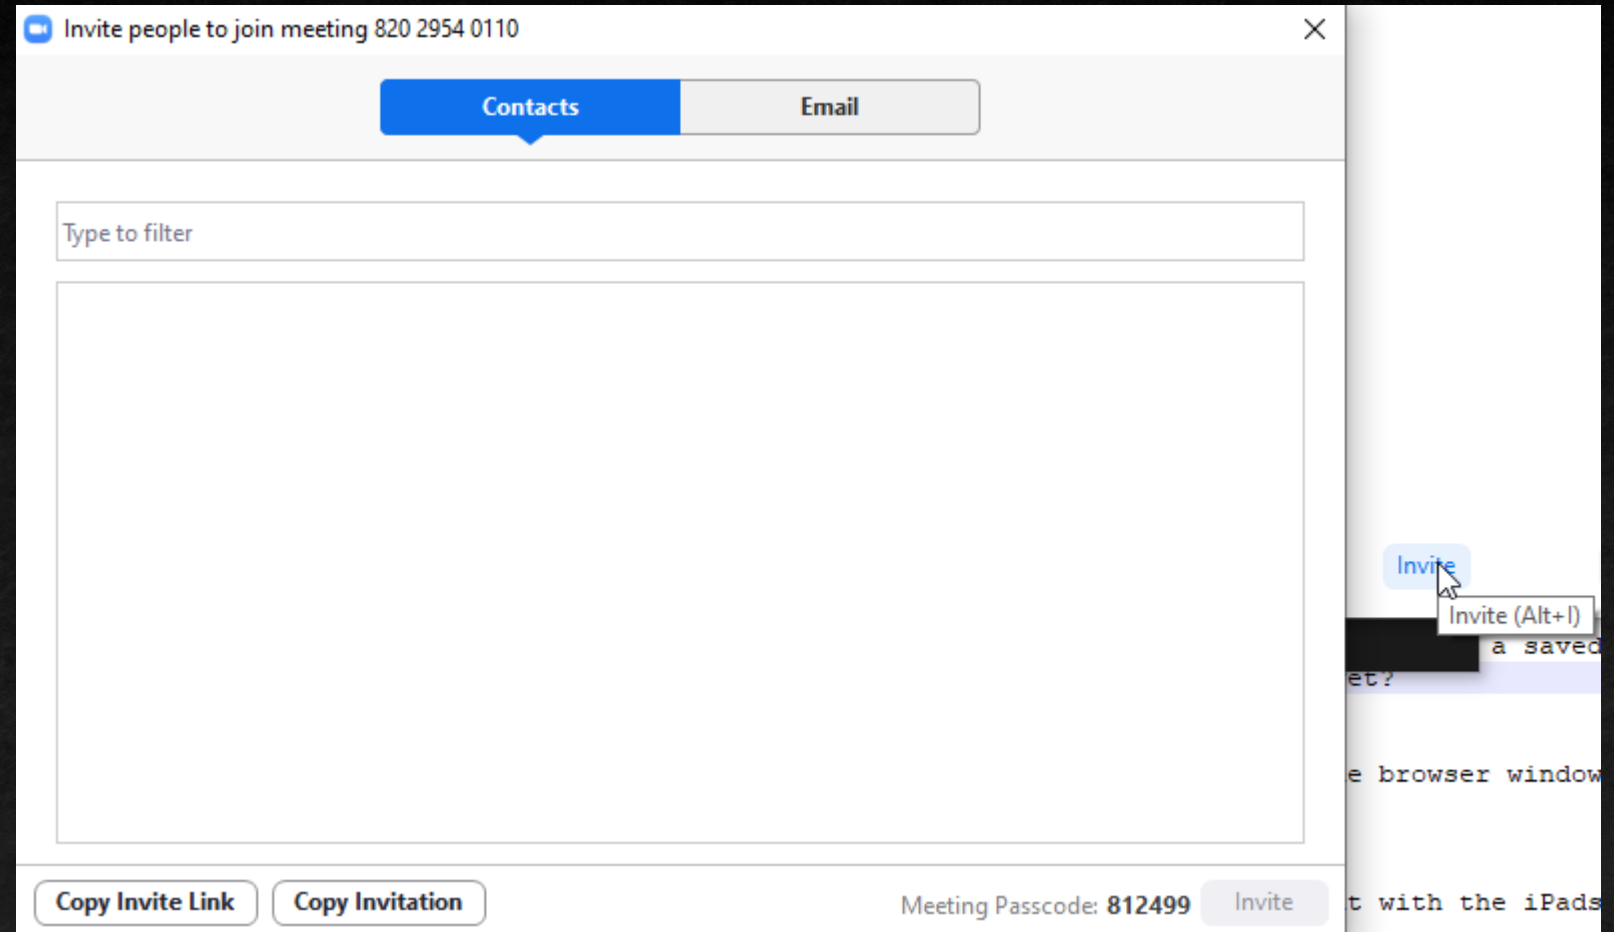 Invite people to join meeting 820 2954 0110
Contacts
Email
Type to filter
Copy Invite Link
Copy Invitation
Meeting Passcode: 812499
Invite
Invite
Invite (Alt+I)
a saved
et?
e browser window
t with the iPads